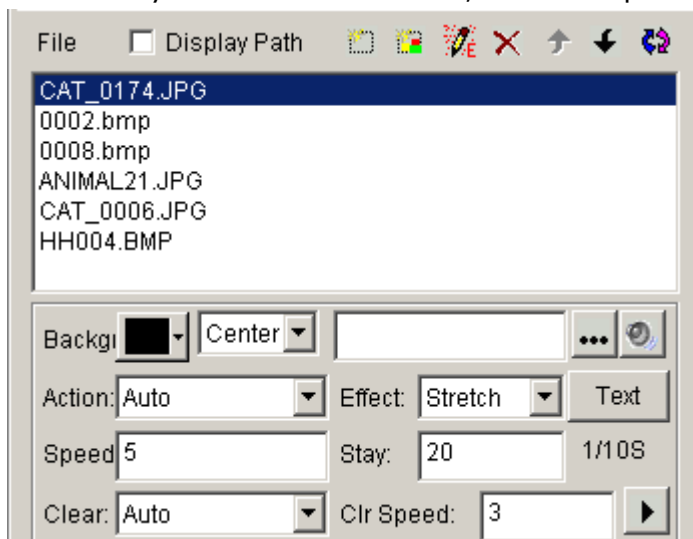 File Display Path
CAT_0174.JPG
0002.bmp
0008.bmp
ANIMAL21.JPG
CAT_0006.JPG
HH004.BMP
Backgr Center ...
Action: Auto Effect: Stretch Text
Speed 5 Stay: 20 1/10S
Clear: Auto Clr Speed: 3